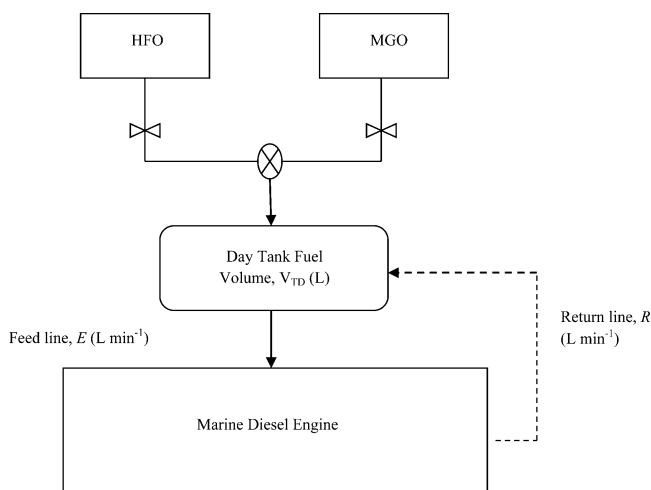 HFO
MGO
Day Tank Fuel
Volume, V_TD (L)
Feed line, E (L min⁻¹)
Return line, R
(L min⁻¹)
Marine Diesel Engine